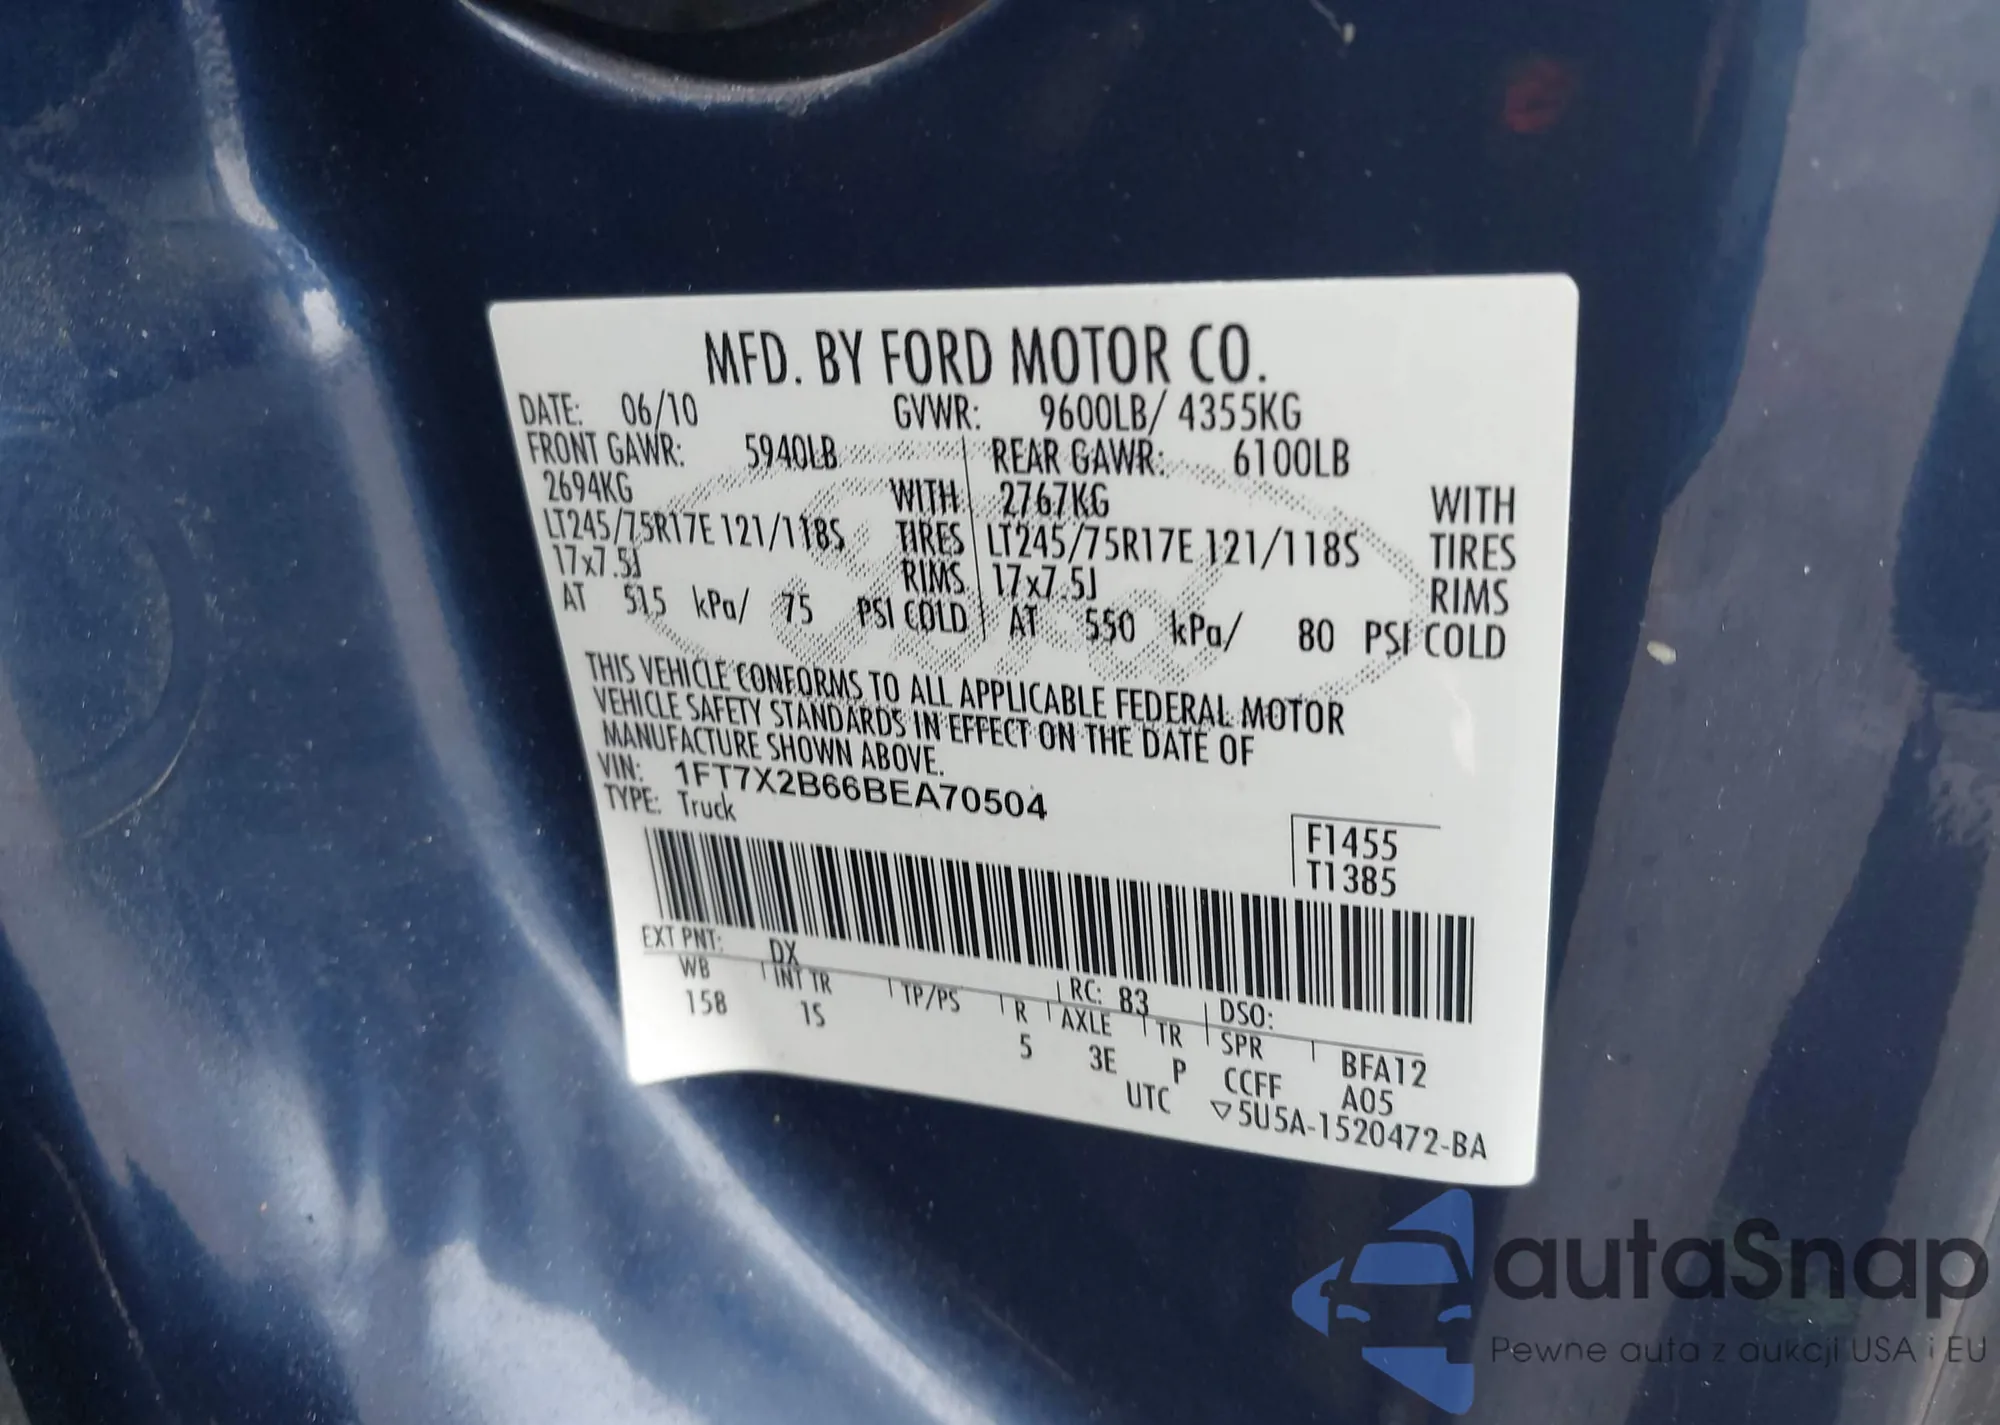 MFD. BY FORD MOTOR CO.
DATE: 06/10 GVWR: 9600LB/ 4355KG
FRONT GAWR: 5940LB REAR GAWR: 6100LB
2694KG WITH 2767KG WITH
LT245/75R17E 121/118S TIRES LT245/75R17E 121/118S TIRES
17x7.5J RIMS 17x7.5J RIMS
AT 515 kPa/ 75 PSI COLD AT 550 kPa/ 80 PSI COLD
THIS VEHICLE CONFORMS TO ALL APPLICABLE FEDERAL MOTOR
VEHICLE SAFETY STANDARDS IN EFFECT ON THE DATE OF
MANUFACTURE SHOWN ABOVE.
VIN: 1FT7X2B66BEA70504
TYPE: Truck
F1455
T1385
EXT PNT: DX RC: 83 DSO:
WB INT TR TP/PS R AXLE TR SPR BFA12
158 1S 5 3E P CCFF A05
UTC ▽5U5A-1520472-BA
autaSnap
Pewne auta z aukcji USA i EU